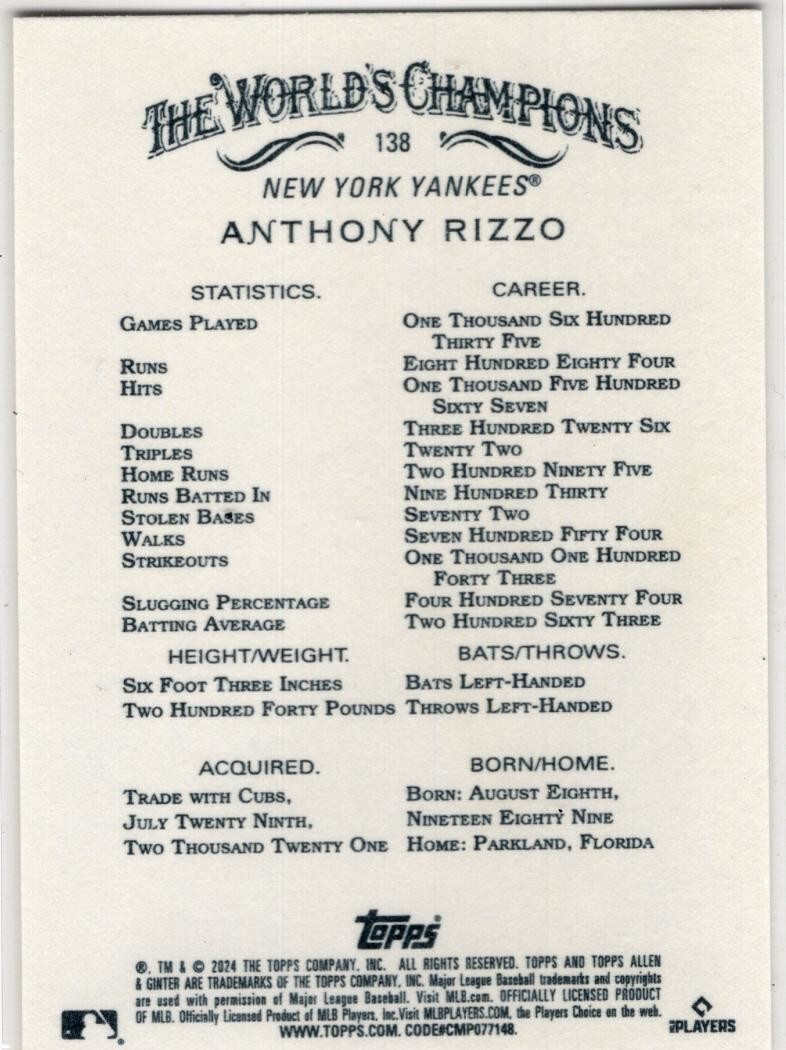 THE WORLD'S CHAMPIONS
138
NEW YORK YANKEES®
ANTHONY RIZZO
STATISTICS. CAREER.
GAMES PLAYED ONE THOUSAND SIX HUNDRED
THIRTY FIVE
RUNS EIGHT HUNDRED EIGHTY FOUR
HITS ONE THOUSAND FIVE HUNDRED
SIXTY SEVEN
DOUBLES THREE HUNDRED TWENTY SIX
TRIPLES TWENTY TWO
HOME RUNS TWO HUNDRED NINETY FIVE
RUNS BATTED IN NINE HUNDRED THIRTY
STOLEN BASES SEVENTY TWO
WALKS SEVEN HUNDRED FIFTY FOUR
STRIKEOUTS ONE THOUSAND ONE HUNDRED
FORTY THREE
SLUGGING PERCENTAGE FOUR HUNDRED SEVENTY FOUR
BATTING AVERAGE TWO HUNDRED SIXTY THREE
HEIGHT/WEIGHT. BATS/THROWS.
SIX FOOT THREE INCHES BATS LEFT-HANDED
TWO HUNDRED FORTY POUNDS THROWS LEFT-HANDED
ACQUIRED. BORN/HOME.
TRADE WITH CUBS, BORN: AUGUST EIGHTH,
JULY TWENTY NINTH, NINETEEN EIGHTY NINE
TWO THOUSAND TWENTY ONE HOME: PARKLAND, FLORIDA
TOPPS®
®, TM & © 2024 THE TOPPS COMPANY, INC. ALL RIGHTS RESERVED. TOPPS AND TOPPS ALLEN
& GINTER ARE TRADEMARKS OF THE TOPPS COMPANY, INC. Major League Baseball trademarks and copyrights
are used with permission of Major League Baseball. Visit MLB.com. OFFICIALLY LICENSED PRODUCT
OF MLB. Officially Licensed Product of MLB Players, Inc.Visit MLBPLAYERS.COM, the Players Choice on the web.
WWW.TOPPS.COM. CODE#CMP077148.
PLAYERS